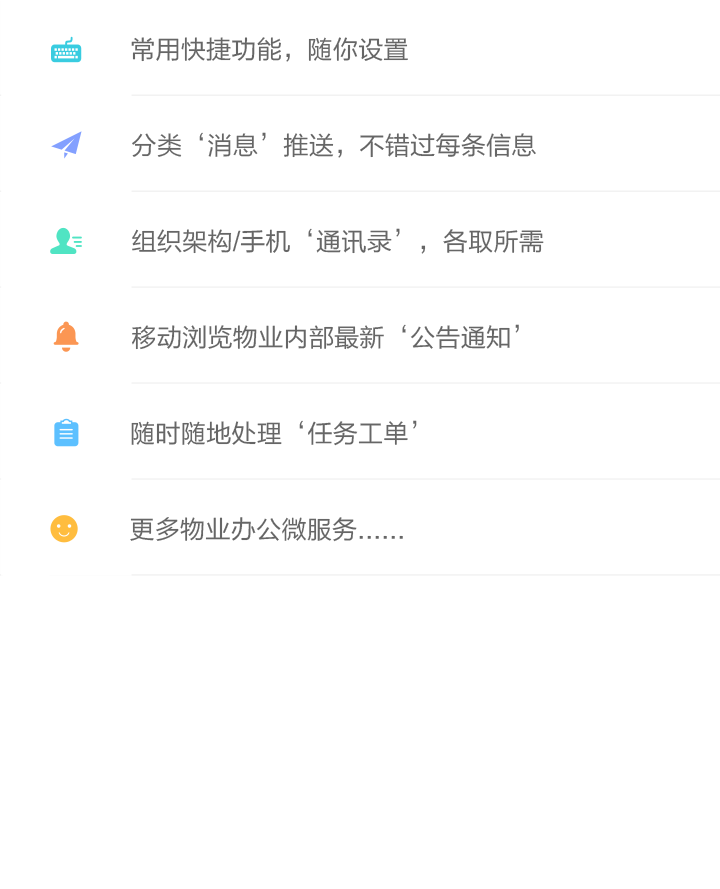 常用快捷功能，随你设置
分类‘消息’推送，不错过每条信息
组织架构/手机‘通讯录’，各取所需
移动浏览物业内部最新‘公告通知’
随时随地处理‘任务工单’
更多物业办公微服务......